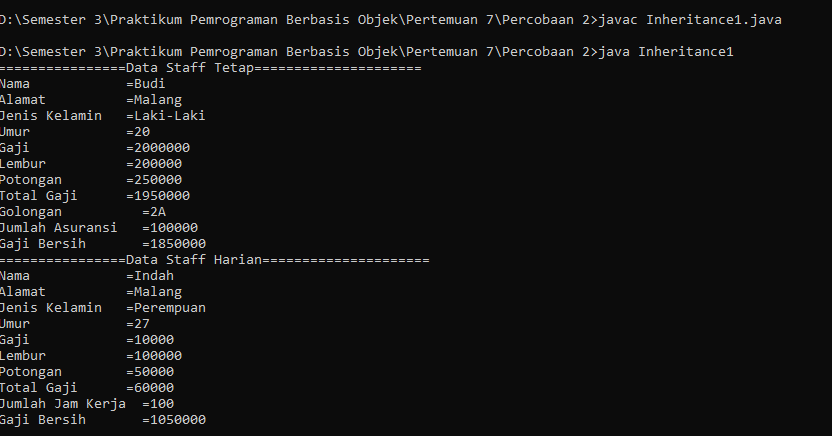 D:\Semester 3\Praktikum Pemrograman Berbasis Objek\Pertemuan 7\Percobaan 2>javac Inheritance1.java
D:\Semester 3\Praktikum Pemrograman Berbasis Objek\Pertemuan 7\Percobaan 2>java Inheritance1
================Data Staff Tetap=====================
Nama            =Budi
Alamat          =Malang
Jenis Kelamin   =Laki-Laki
Umur            =20
Gaji            =2000000
Lembur          =200000
Potongan        =250000
Total Gaji      =1950000
Golongan          =2A
Jumlah Asuransi   =100000
Gaji Bersih       =1850000
================Data Staff Harian=====================
Nama            =Indah
Alamat          =Malang
Jenis Kelamin   =Perempuan
Umur            =27
Gaji            =10000
Lembur          =100000
Potongan        =50000
Total Gaji      =60000
Jumlah Jam Kerja  =100
Gaji Bersih       =1050000